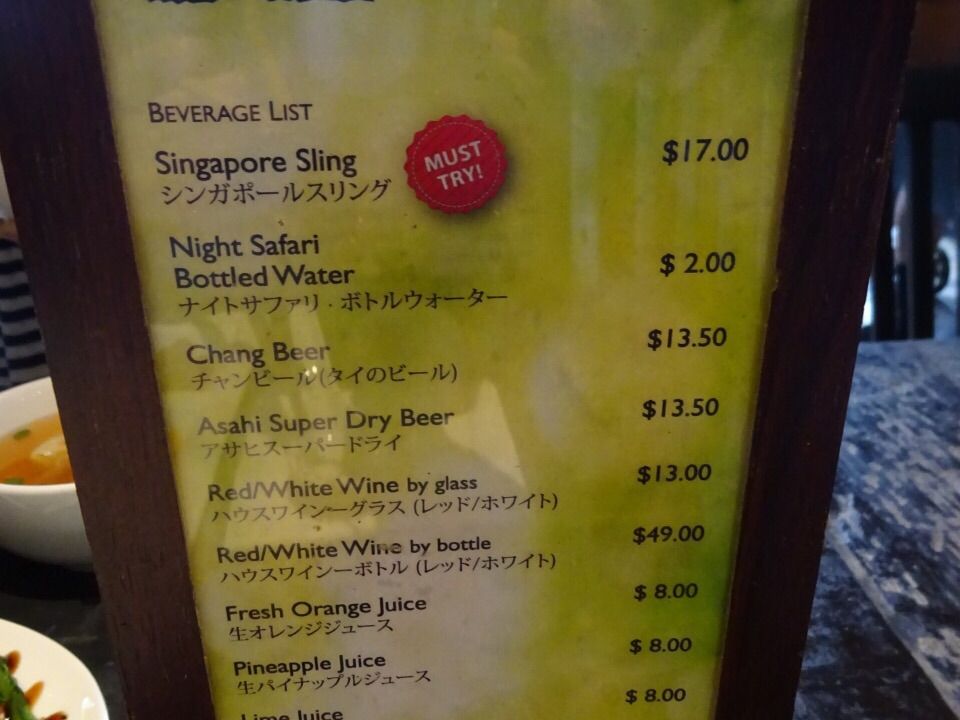 BEVERAGE LIST
Singapore Sling $17.00
シンガポールスリング
MUST
TRY!
Night Safari
Bottled Water $ 2.00
ナイトサファリ・ボトルウォーター
Chang Beer $13.50
チャンビール(タイのビール)
Asahi Super Dry Beer $13.50
アサヒスーパードライ
Red/White Wine by glass $13.00
ハウスワインーグラス (レッド/ホワイト)
Red/White Wine by bottle $49.00
ハウスワインーボトル (レッド/ホワイト)
Fresh Orange Juice $ 8.00
生オレンジジュース
Pineapple Juice $ 8.00
生パイナップルジュース
Lime Juice $ 8.00